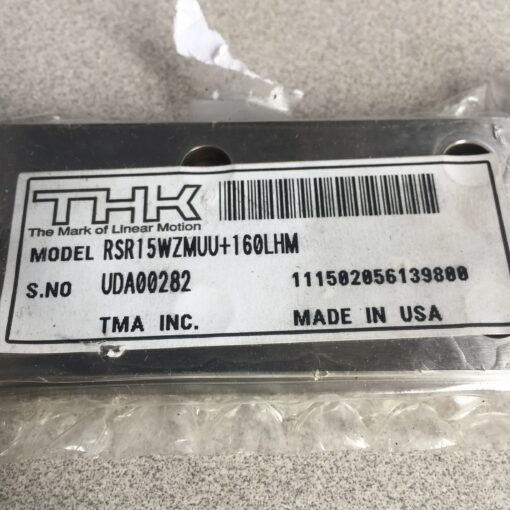 THK
The Mark of Linear Motion
MODEL RSR15WZMUU+160LHM
S.NO UDA00282 111502056139800
TMA INC. MADE IN USA